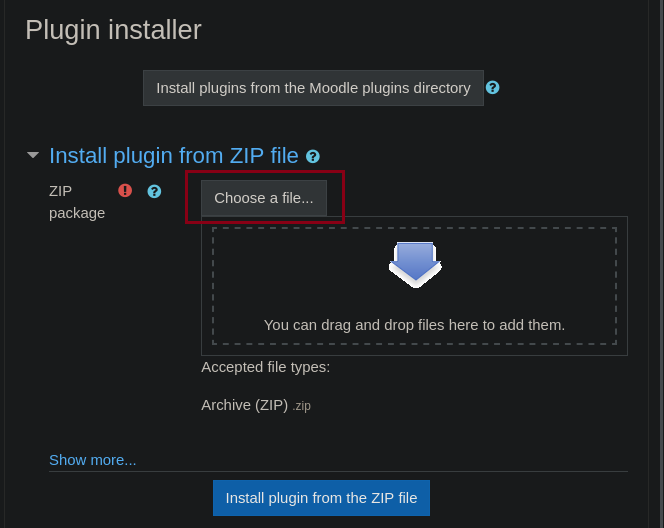 Plugin installer
Install plugins from the Moodle plugins directory
Install plugin from ZIP file
ZIP package
Choose a file...
You can drag and drop files here to add them.
Accepted file types:
Archive (ZIP) .zip
Show more...
Install plugin from the ZIP file